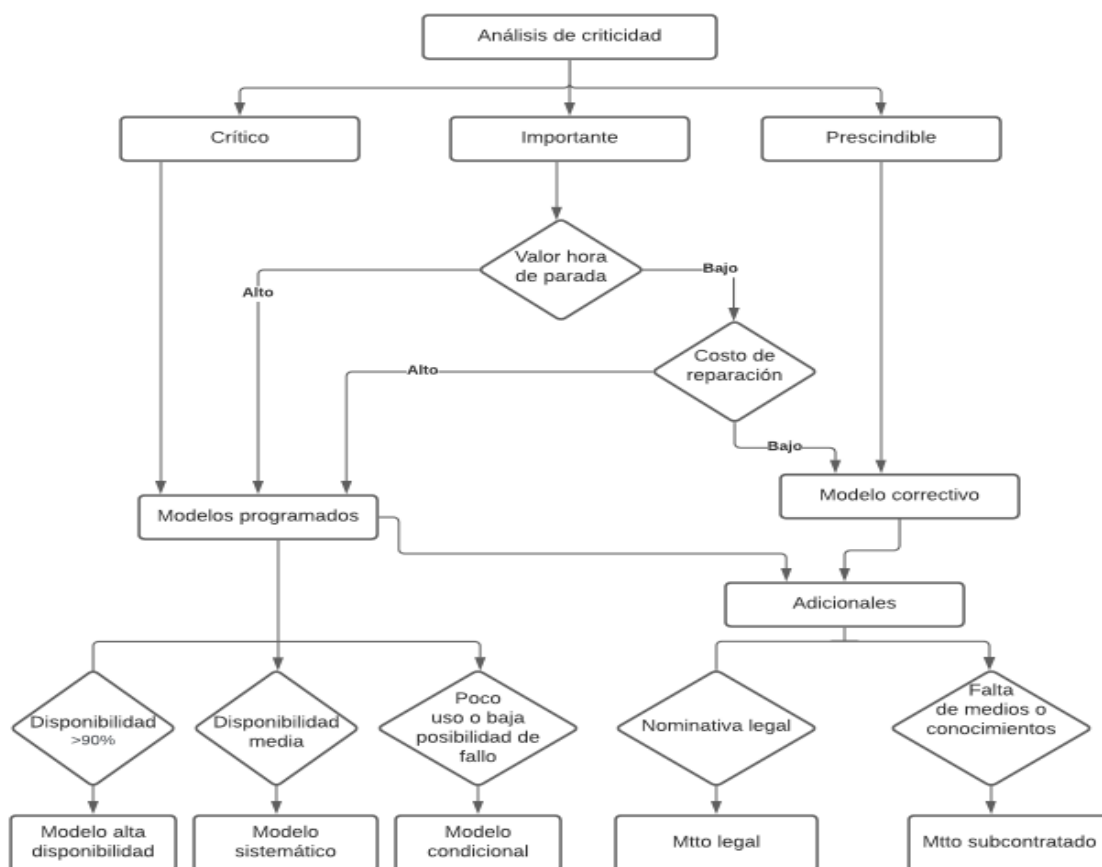 Análisis de criticidad
Crítico
Importante
Prescindible
Valor hora
de parada
Alto
Bajo
Costo de
reparación
Alto
Bajo
Modelos programados
Modelo correctivo
Adicionales
Disponibilidad
>90%
Disponibilidad
media
Poco
uso o baja
posibilidad de
fallo
Nominativa legal
Falta
de medios o
conocimientos
Modelo alta
disponibilidad
Modelo
sistemático
Modelo
condicional
Mtto legal
Mtto subcontratado